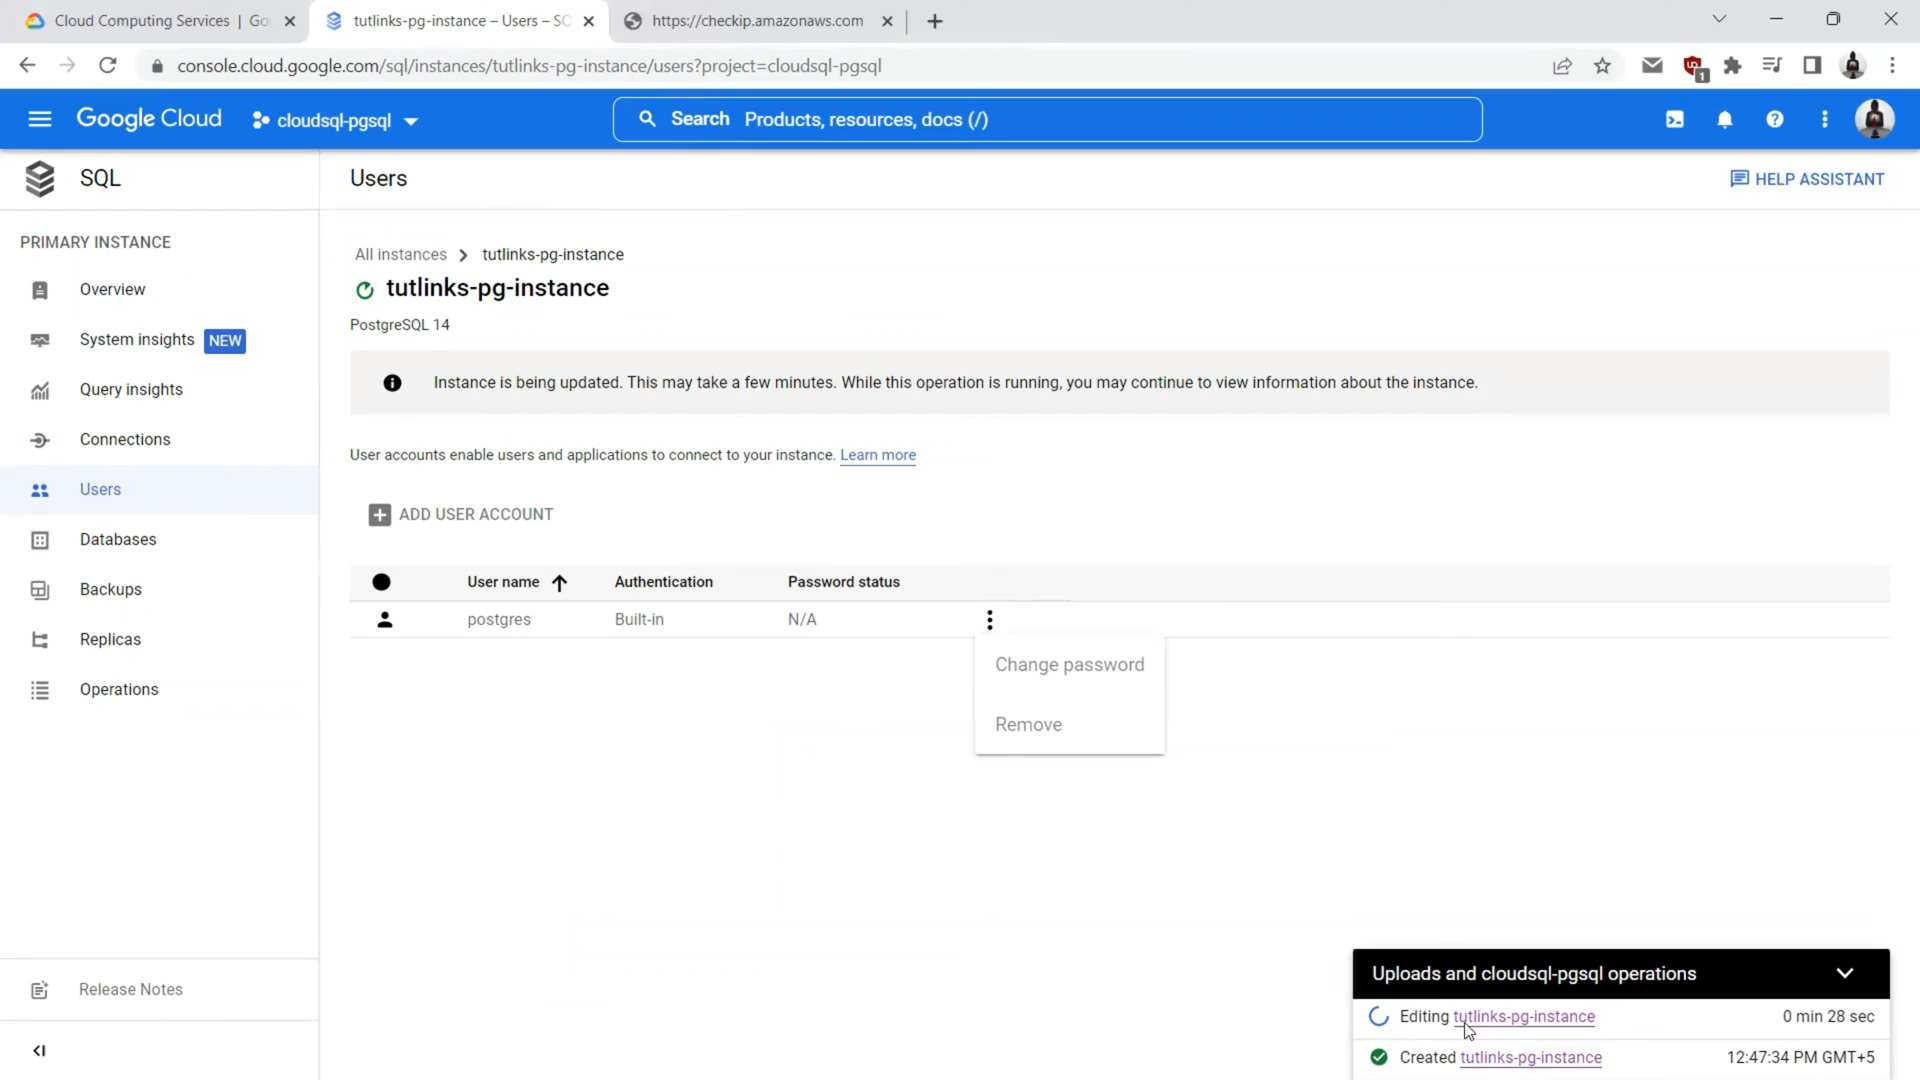 Cloud Computing Services | Go
tutlinks-pg-instance – Users – SQ
https://checkip.amazonaws.com
console.cloud.google.com/sql/instances/tutlinks-pg-instance/users?project=cloudsql-pgsql
1
Google Cloud
cloudsql-pgsql
Search Products, resources, docs (/)
SQL
Users
HELP ASSISTANT
PRIMARY INSTANCE
Overview
System insights NEW
Query insights
Connections
Users
Databases
Backups
Replicas
Operations
Release Notes
All instances
tutlinks-pg-instance
tutlinks-pg-instance
PostgreSQL 14
Instance is being updated. This may take a few minutes. While this operation is running, you may continue to view information about the instance.
User accounts enable users and applications to connect to your instance. Learn more
ADD USER ACCOUNT
User name Authentication Password status
postgres Built-in N/A
Change password
Remove
Uploads and cloudsql-pgsql operations
Editing tutlinks-pg-instance 0 min 28 sec
Created tutlinks-pg-instance 12:47:34 PM GMT+5